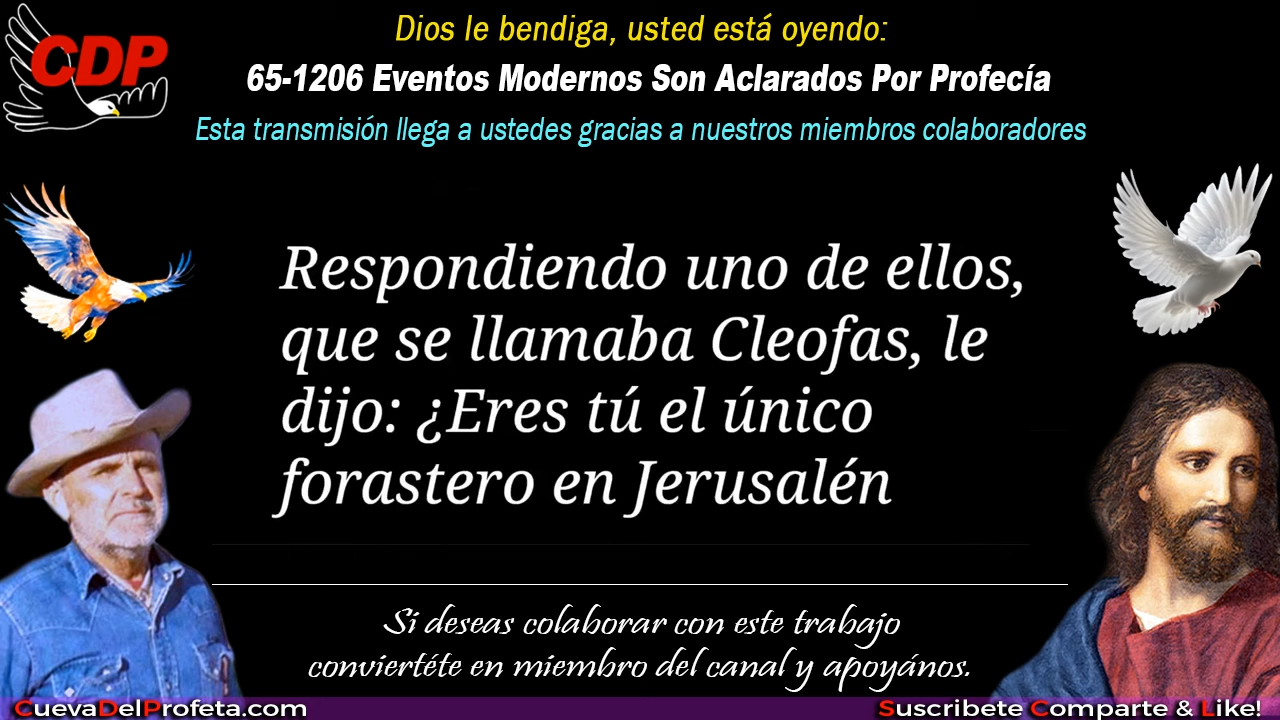 CDP
Dios le bendiga, usted está oyendo:
65-1206 Eventos Modernos Son Aclarados Por Profecía
Esta transmisión llega a ustedes gracias a nuestros miembros colaboradores
Respondiendo uno de ellos,
que se llamaba Cleofas, le
dijo: ¿Eres tú el único
forastero en Jerusalén
Si deseas colaborar con este trabajo
conviertéte en miembro del canal y apoyános.
CuevaDelProfeta.com
Suscribete Comparte & Like!